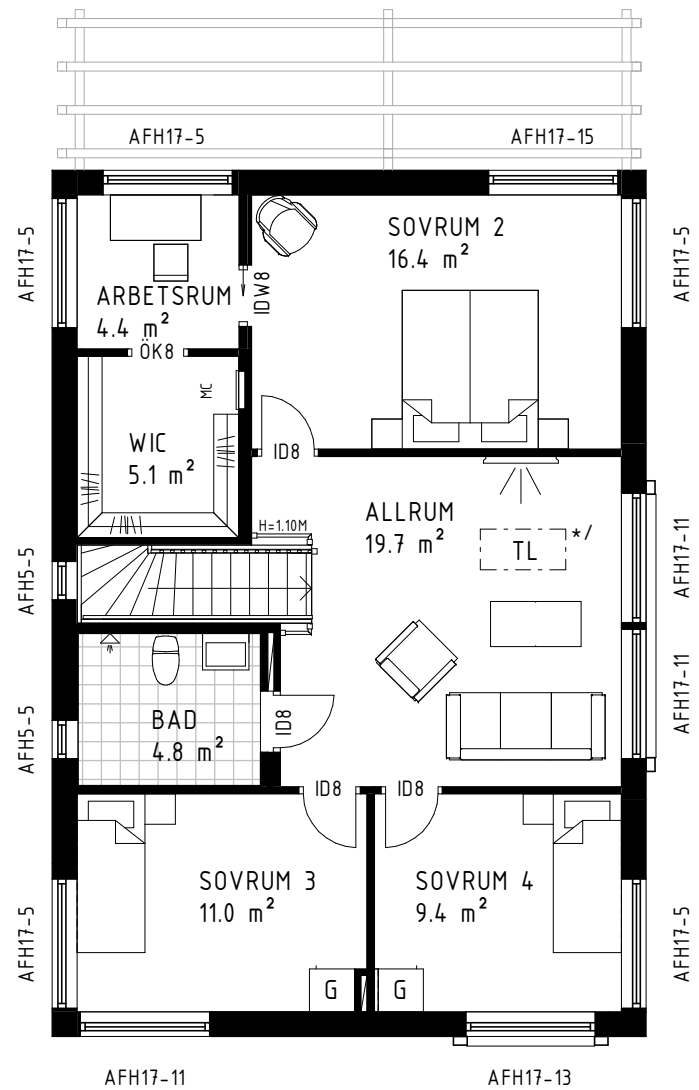 AFH17-5
AFH17-15
AFH17-5
AFH17-5
SOVRUM 2
16.4 m²
ARBETSRUM
4.4 m²
IDW8
ÖK8
MC
WIC
5.1 m²
ID8
H=1.10M
ALLRUM
19.7 m²
TL
*/
AFH5-5
AFH17-11
BAD
4.8 m²
ID8
AFH5-5
AFH17-11
ID8
ID8
SOVRUM 3
11.0 m²
SOVRUM 4
9.4 m²
AFH17-5
AFH17-5
G
G
AFH17-11
AFH17-13